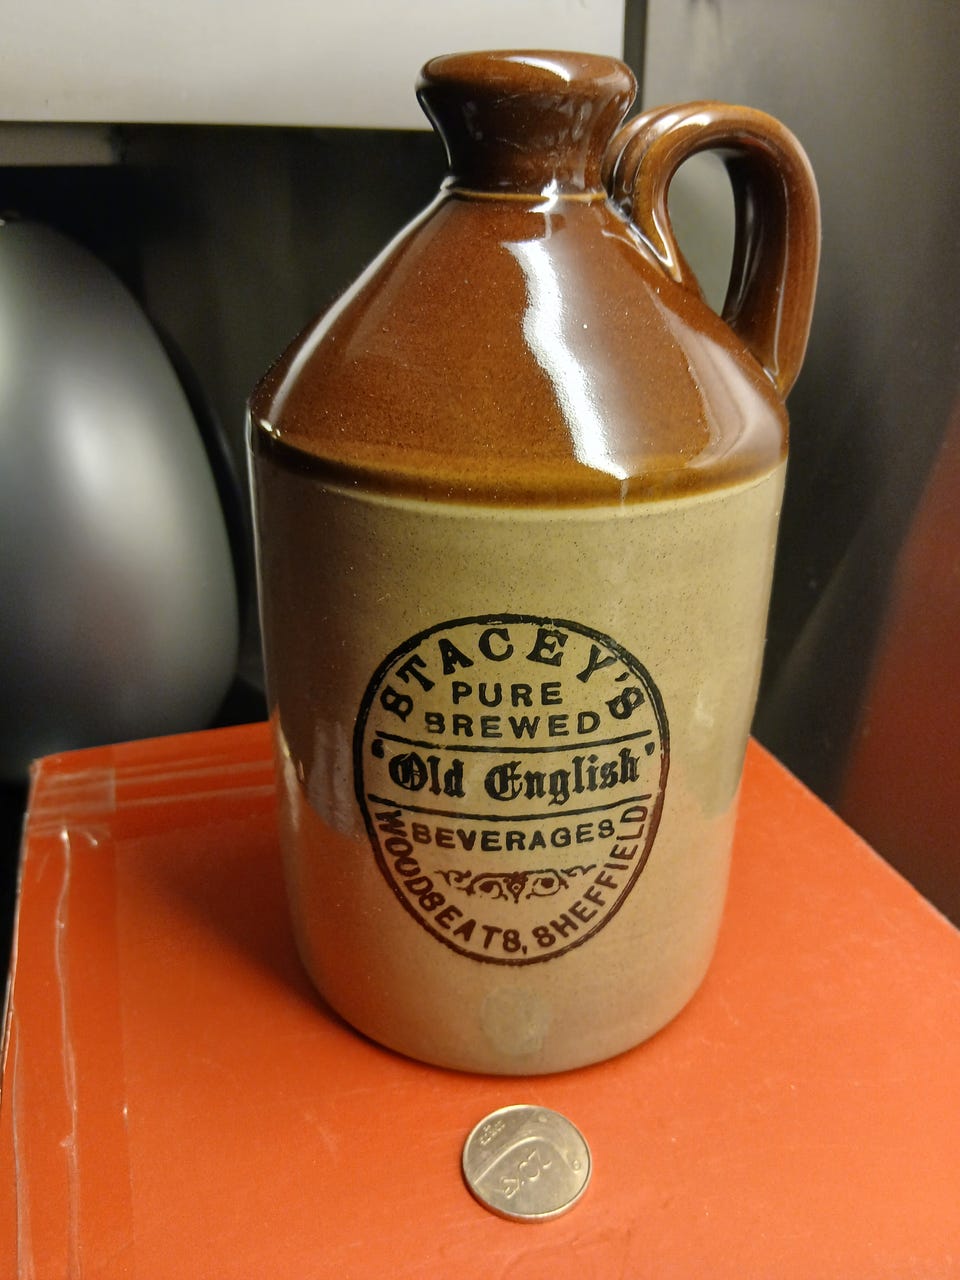 STACEY'S
PURE
BREWED
'Old English'
BEVERAGES
WOODSEATS, SHEFFIELD